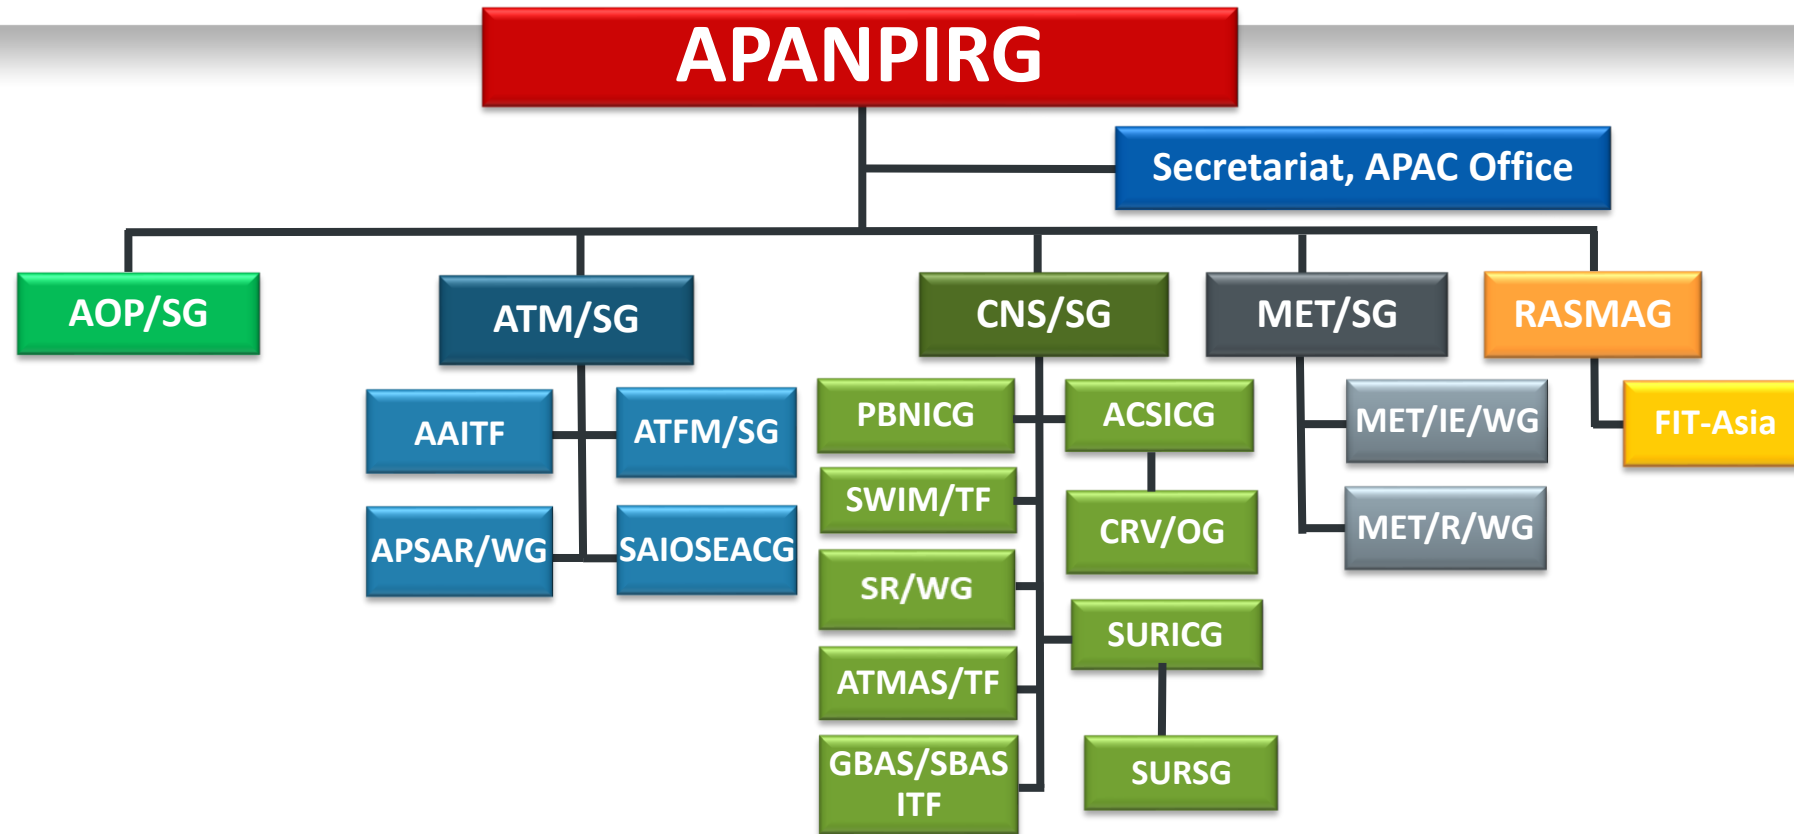 APANPIRG
Secretariat, APAC Office
AOP/SG
ATM/SG
CNS/SG
MET/SG
RASMAG
AAITF
ATFM/SG
APSAR/WG
SAIOSEACG
PBNICG
ACSICG
SWIM/TF
CRV/OG
SR/WG
SURICG
ATMAS/TF
GBAS/SBAS
ITF
SURSG
MET/IE/WG
MET/R/WG
FIT-Asia